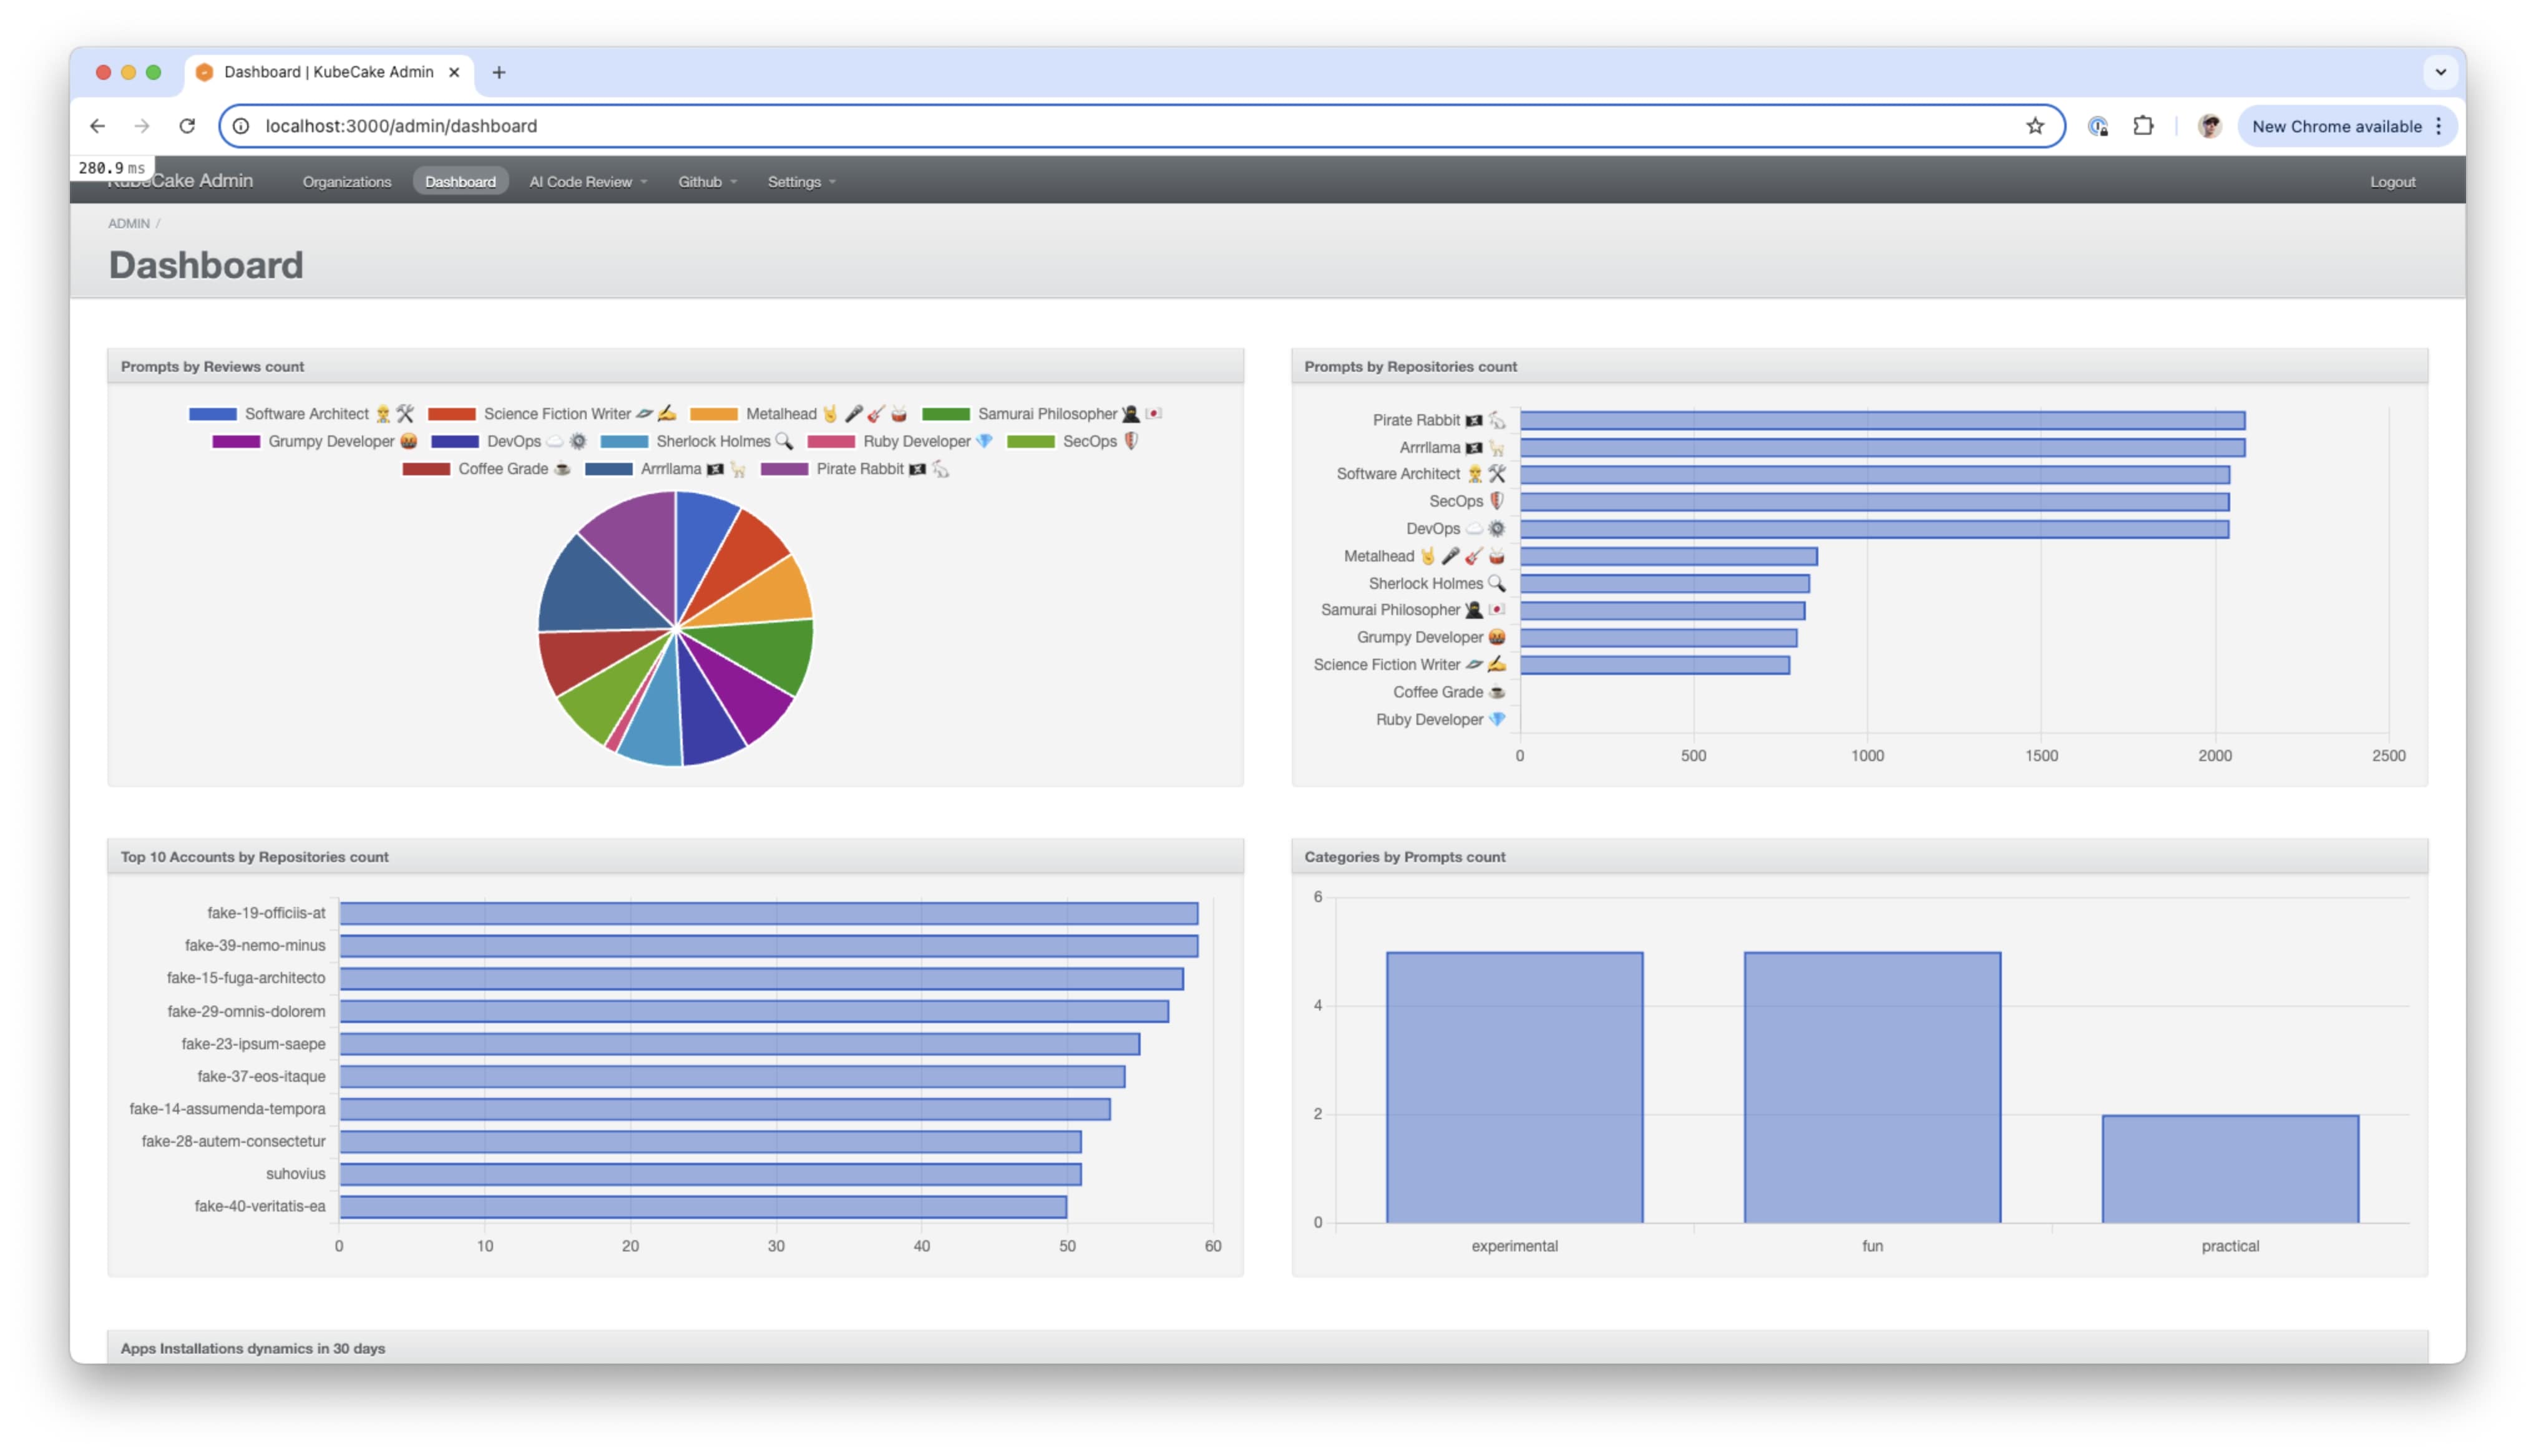 Dashboard | KubeCake Admin
localhost:3000/admin/dashboard
New Chrome available
280.9 ms
KubeCake Admin Organizations Dashboard AI Code Review Github Settings Logout
ADMIN /
Dashboard
Prompts by Reviews count
Software Architect 👷🛠 Science Fiction Writer 🛸✍️ Metalhead 🤘🎤🎸🥁 Samurai Philosopher 🥷🇯🇵
Grumpy Developer 🤬 DevOps ☁️⚙️ Sherlock Holmes 🔍 Ruby Developer 💎 SecOps 🛡
Coffee Grade ☕ Arrrllama 🏴‍☠️🦙 Pirate Rabbit 🏴‍☠️🐇
Prompts by Repositories count
Pirate Rabbit 🏴‍☠️🐇
Arrrllama 🏴‍☠️🦙
Software Architect 👷🛠
SecOps 🛡
DevOps ☁️⚙️
Metalhead 🤘🎤🎸🥁
Sherlock Holmes 🔍
Samurai Philosopher 🥷🇯🇵
Grumpy Developer 🤬
Science Fiction Writer 🛸✍️
Coffee Grade ☕
Ruby Developer 💎
0 500 1000 1500 2000 2500
Top 10 Accounts by Repositories count
fake-19-officiis-at
fake-39-nemo-minus
fake-15-fuga-architecto
fake-29-omnis-dolorem
fake-23-ipsum-saepe
fake-37-eos-itaque
fake-14-assumenda-tempora
fake-28-autem-consectetur
suhovius
fake-40-veritatis-ea
0 10 20 30 40 50 60
Categories by Prompts count
6
4
2
0
experimental fun practical
Apps Installations dynamics in 30 days